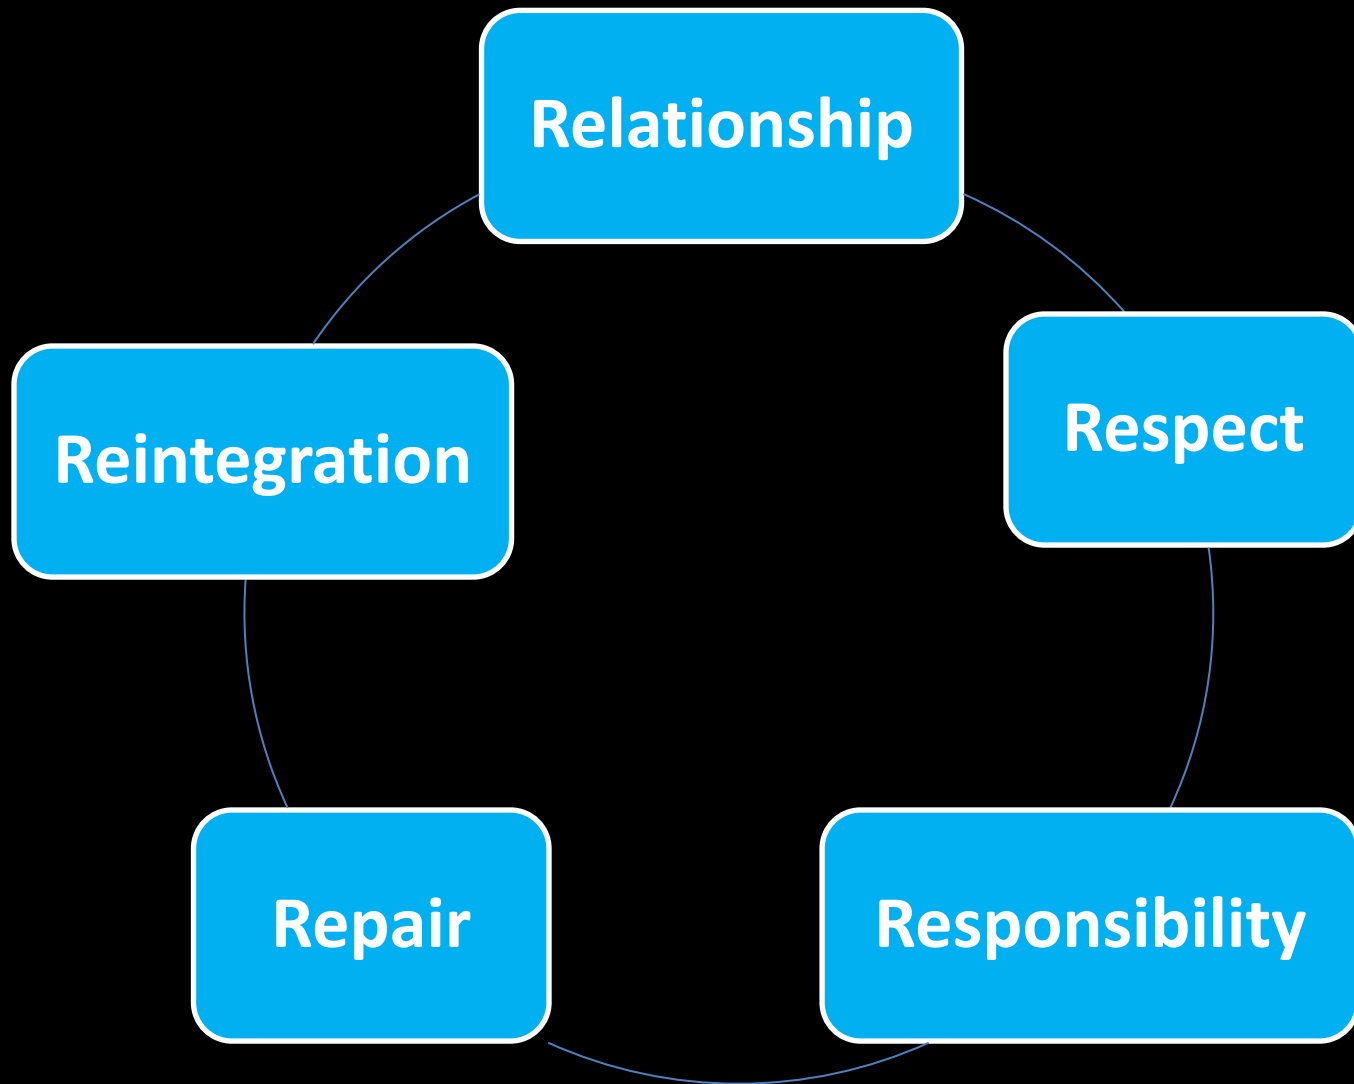 Relationship
Respect
Responsibility
Repair
Reintegration